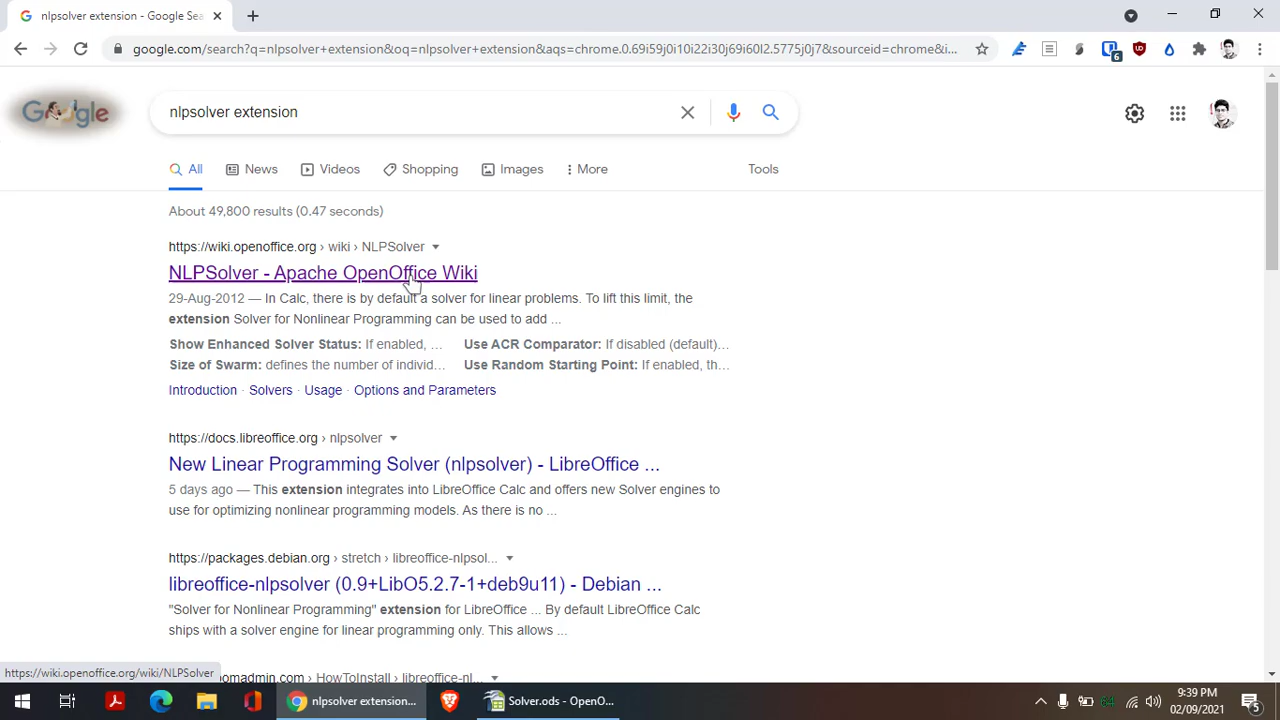 nlpsolver extension - Google Sea
google.com/search?q=nlpsolver+extension&oq=nlpsolver+extension&aqs=chrome.0.69i59j0i10i22i30j69i60l2.5775j0j7&sourceid=chrome&i...
6
Google
nlpsolver extension
All
News
Videos
Shopping
Images
More
Tools
About 49,800 results (0.47 seconds)
https://wiki.openoffice.org › wiki › NLPSolver
NLPSolver - Apache OpenOffice Wiki
29-Aug-2012 — In Calc, there is by default a solver for linear problems. To lift this limit, the
extension Solver for Nonlinear Programming can be used to add ...
Show Enhanced Solver Status: If enabled, ... Use ACR Comparator: If disabled (default)...
Size of Swarm: defines the number of individ... Use Random Starting Point: If enabled, th...
Introduction · Solvers · Usage · Options and Parameters
https://docs.libreoffice.org › nlpsolver
New Linear Programming Solver (nlpsolver) - LibreOffice ...
5 days ago — This extension integrates into LibreOffice Calc and offers new Solver engines to
use for optimizing nonlinear programming models. As there is no ...
https://packages.debian.org › stretch › libreoffice-nlpsol...
libreoffice-nlpsolver (0.9+LibO5.2.7-1+deb9u11) - Debian ...
"Solver for Nonlinear Programming" extension for LibreOffice ... By default LibreOffice Calc
ships with a solver engine for linear programming only. This allows ...
https://wiki.openoffice.org/wiki/NLPSolver
omadmin.com › HowToInstall › libreoffice-nl...
nlpsolver extension...
Solver.ods - OpenO...
9:39 PM
02/09/2021
5